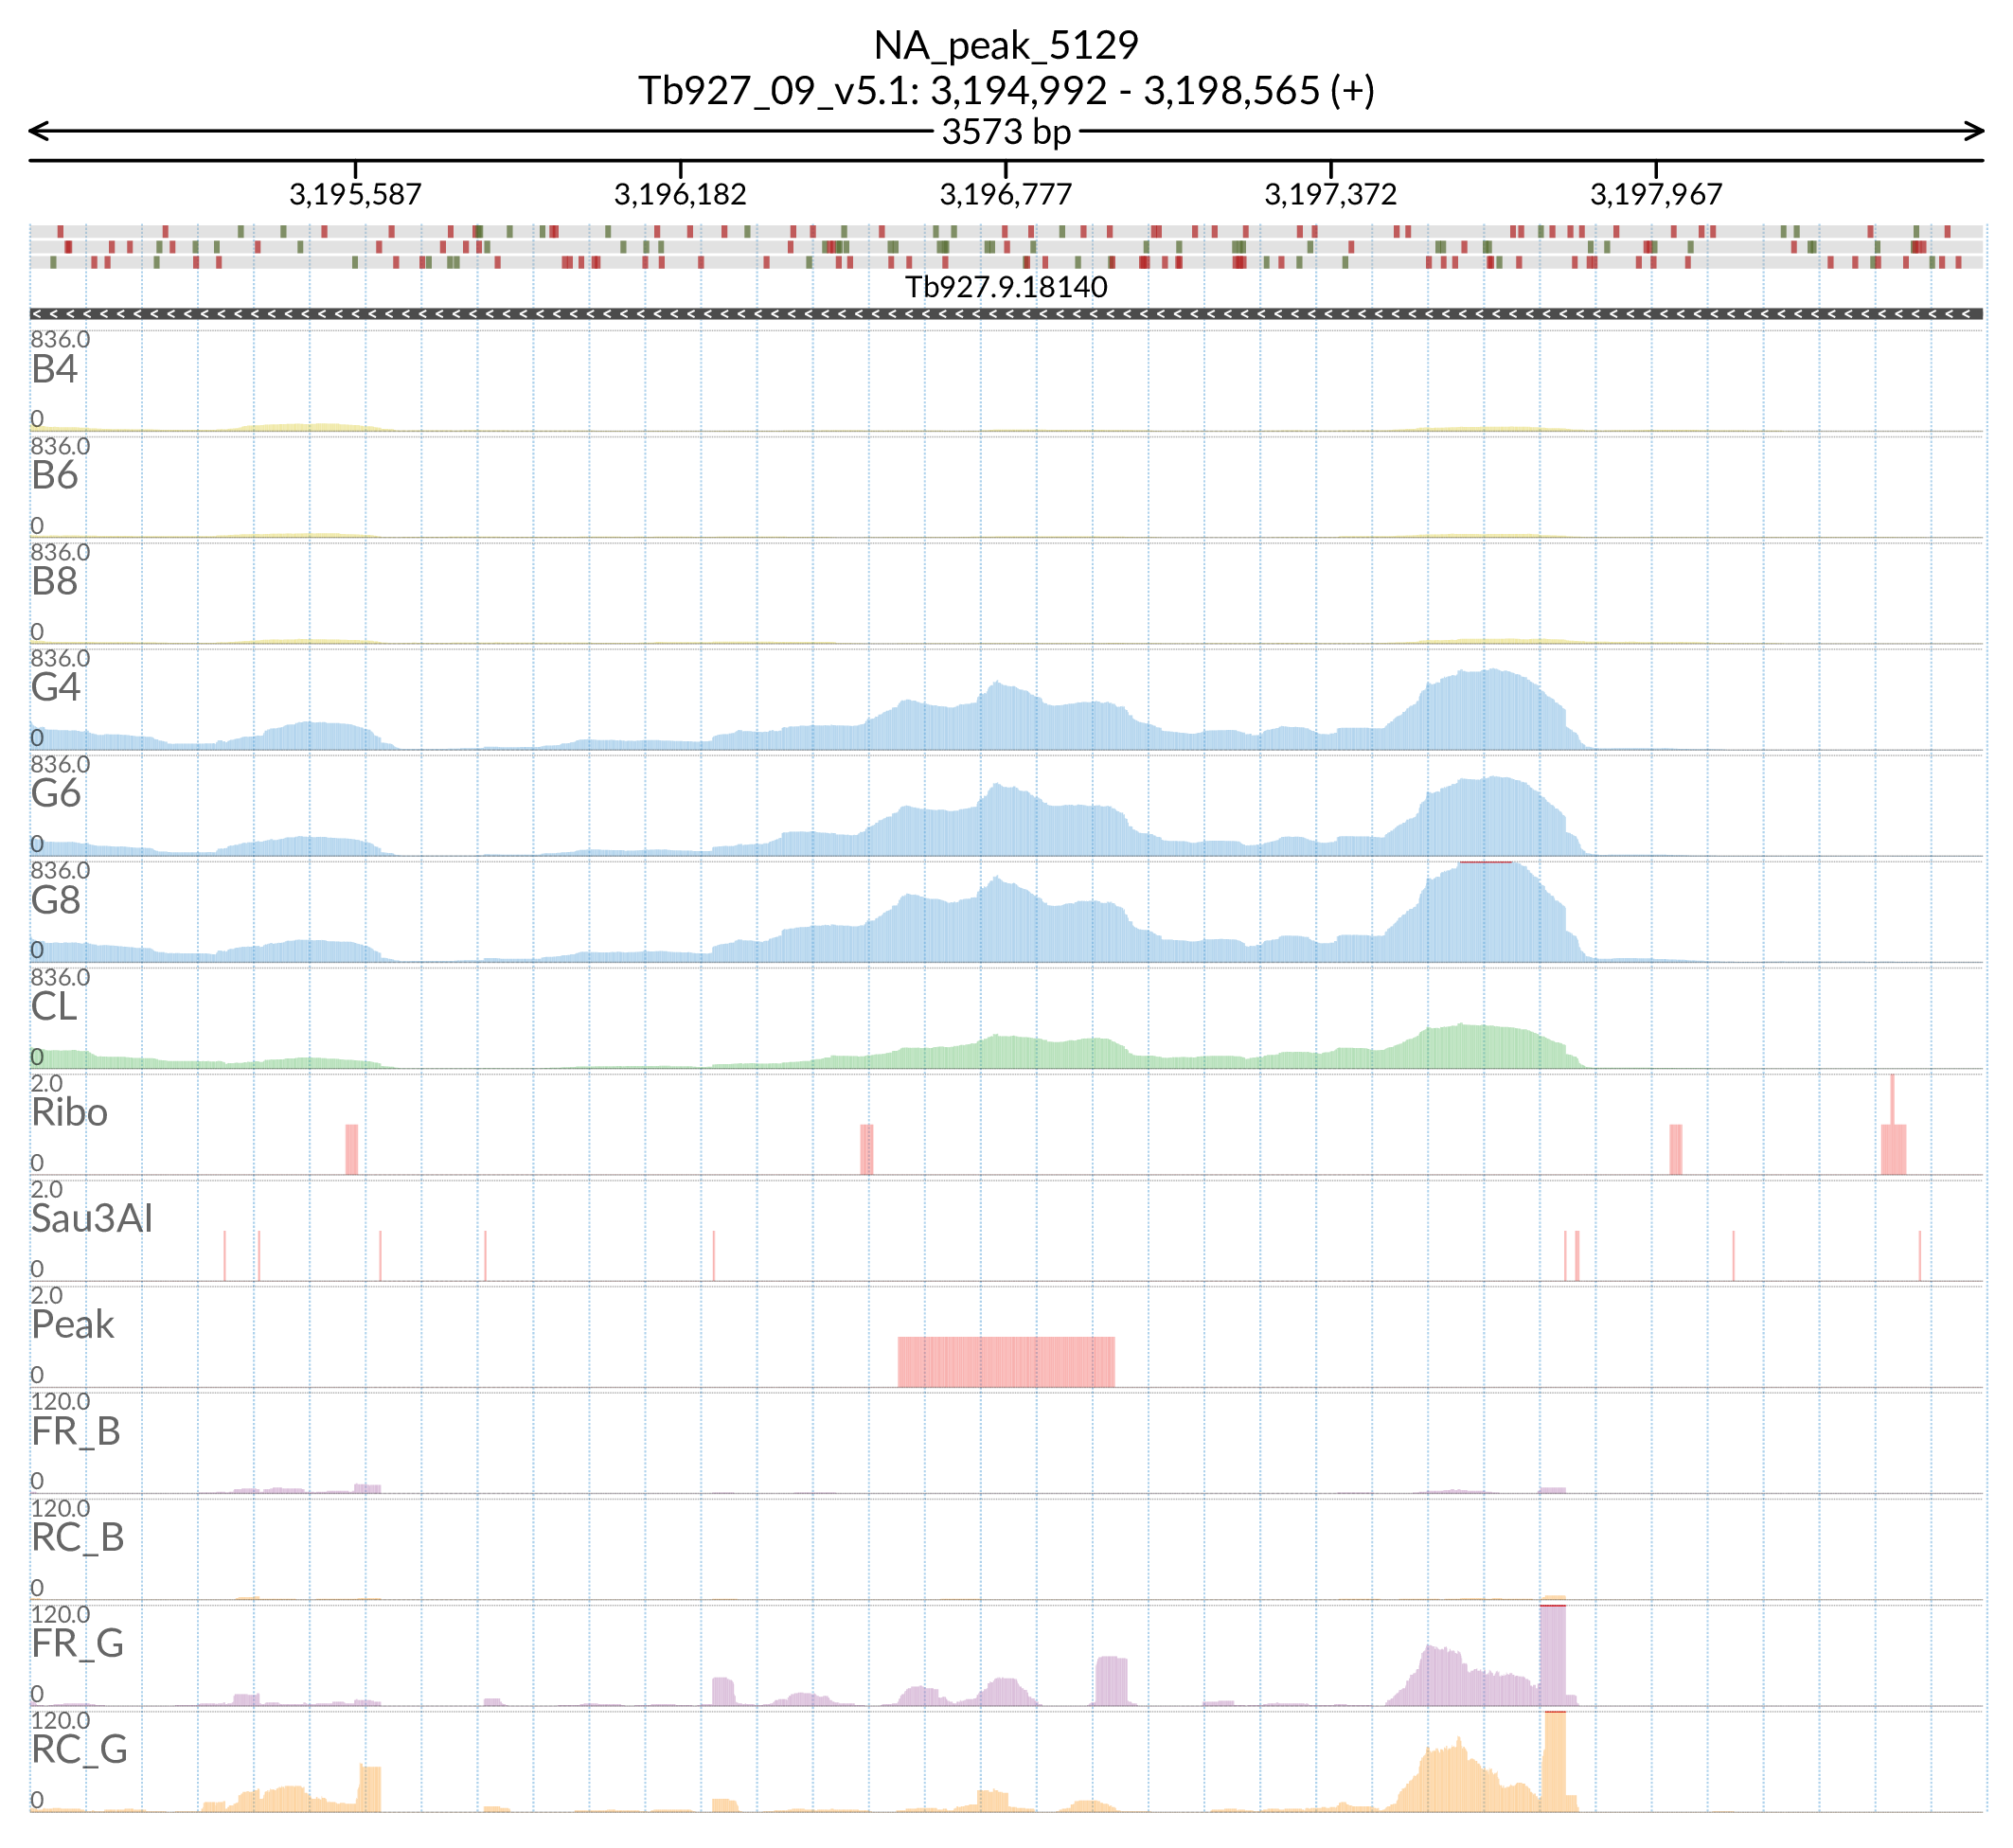 NA_peak_5129
Tb927_09_v5.1: 3,194,992 - 3,198,565 (+)
3573 bp
3,195,587 3,196,182 3,196,777 3,197,372 3,197,967
Tb927.9.18140
836.0
B4
0
836.0
B6
0
836.0
B8
0
836.0
G4
0
836.0
G6
0
836.0
G8
0
836.0
CL
0
2.0
Ribo
0
2.0
Sau3AI
0
2.0
Peak
0
120.0
FR_B
0
120.0
RC_B
0
120.0
FR_G
0
120.0
RC_G
0